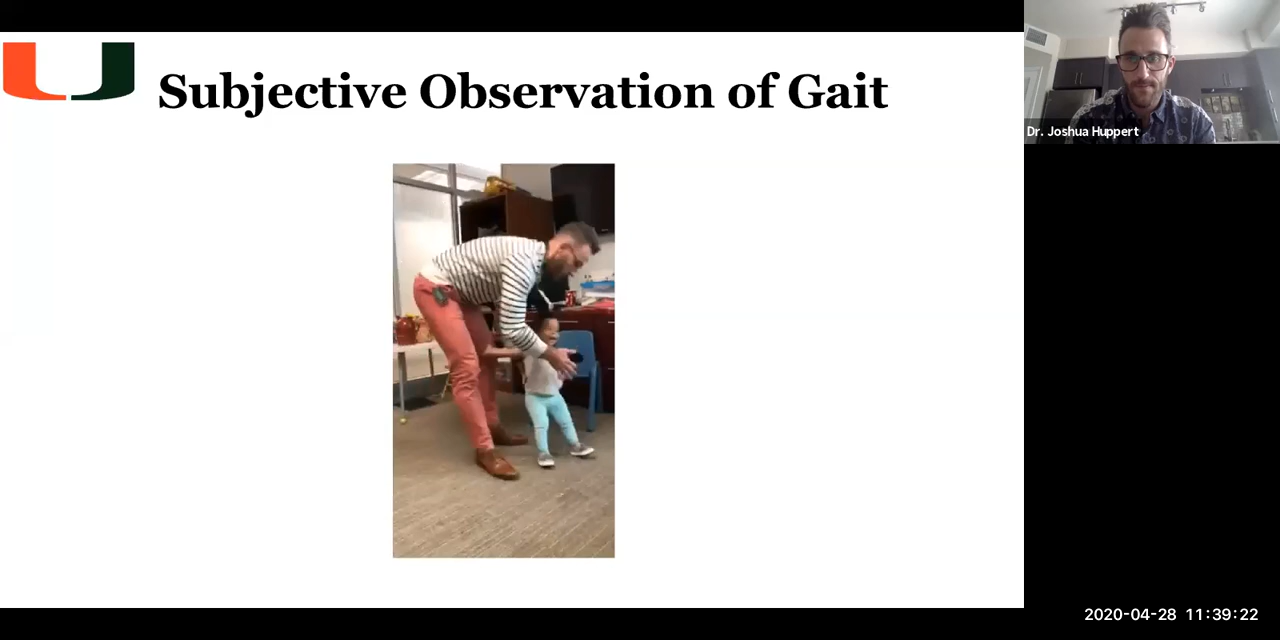 Subjective Observation of Gait
Dr. Joshua Huppert
2020-04-28 11:39:22